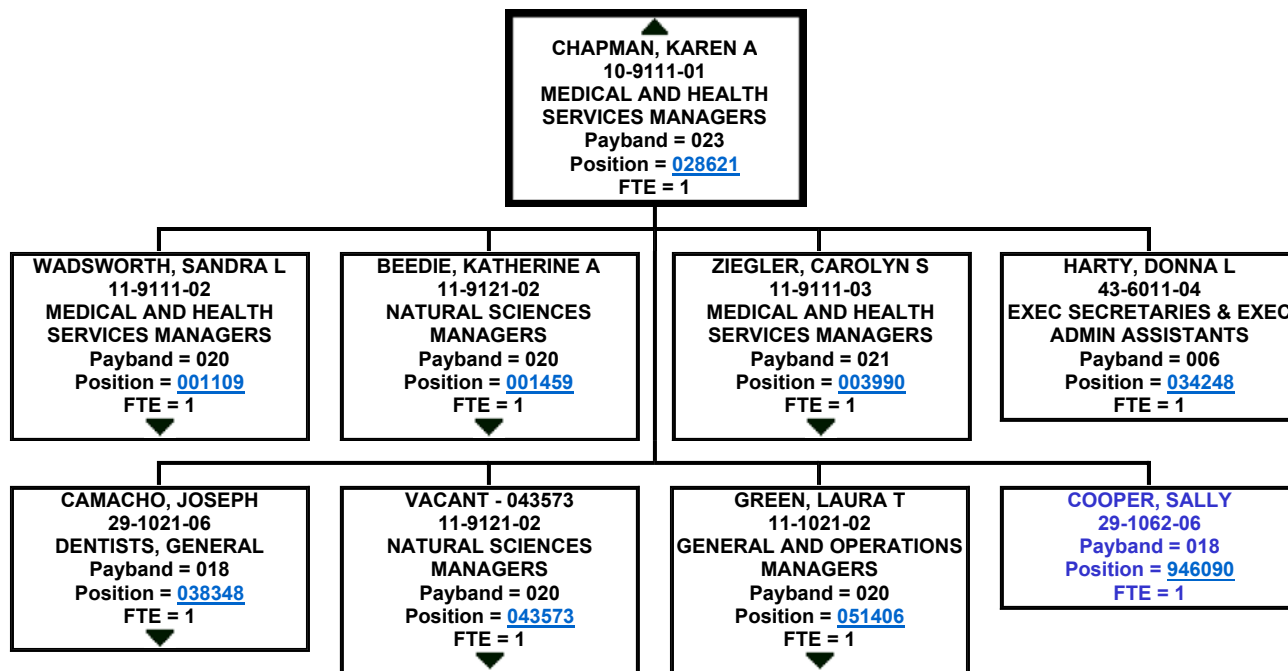 CHAPMAN, KAREN A
10-9111-01
MEDICAL AND HEALTH
SERVICES MANAGERS
Payband = 023
Position = 028621
FTE = 1
WADSWORTH, SANDRA L
11-9111-02
MEDICAL AND HEALTH
SERVICES MANAGERS
Payband = 020
Position = 001109
FTE = 1
BEEDIE, KATHERINE A
11-9121-02
NATURAL SCIENCES
MANAGERS
Payband = 020
Position = 001459
FTE = 1
ZIEGLER, CAROLYN S
11-9111-03
MEDICAL AND HEALTH
SERVICES MANAGERS
Payband = 021
Position = 003990
FTE = 1
HARTY, DONNA L
43-6011-04
EXEC SECRETARIES & EXEC
ADMIN ASSISTANTS
Payband = 006
Position = 034248
FTE = 1
CAMACHO, JOSEPH
29-1021-06
DENTISTS, GENERAL
Payband = 018
Position = 038348
FTE = 1
VACANT - 043573
11-9121-02
NATURAL SCIENCES
MANAGERS
Payband = 020
Position = 043573
FTE = 1
GREEN, LAURA T
11-1021-02
GENERAL AND OPERATIONS
MANAGERS
Payband = 020
Position = 051406
FTE = 1
COOPER, SALLY
29-1062-06
Payband = 018
Position = 946090
FTE = 1